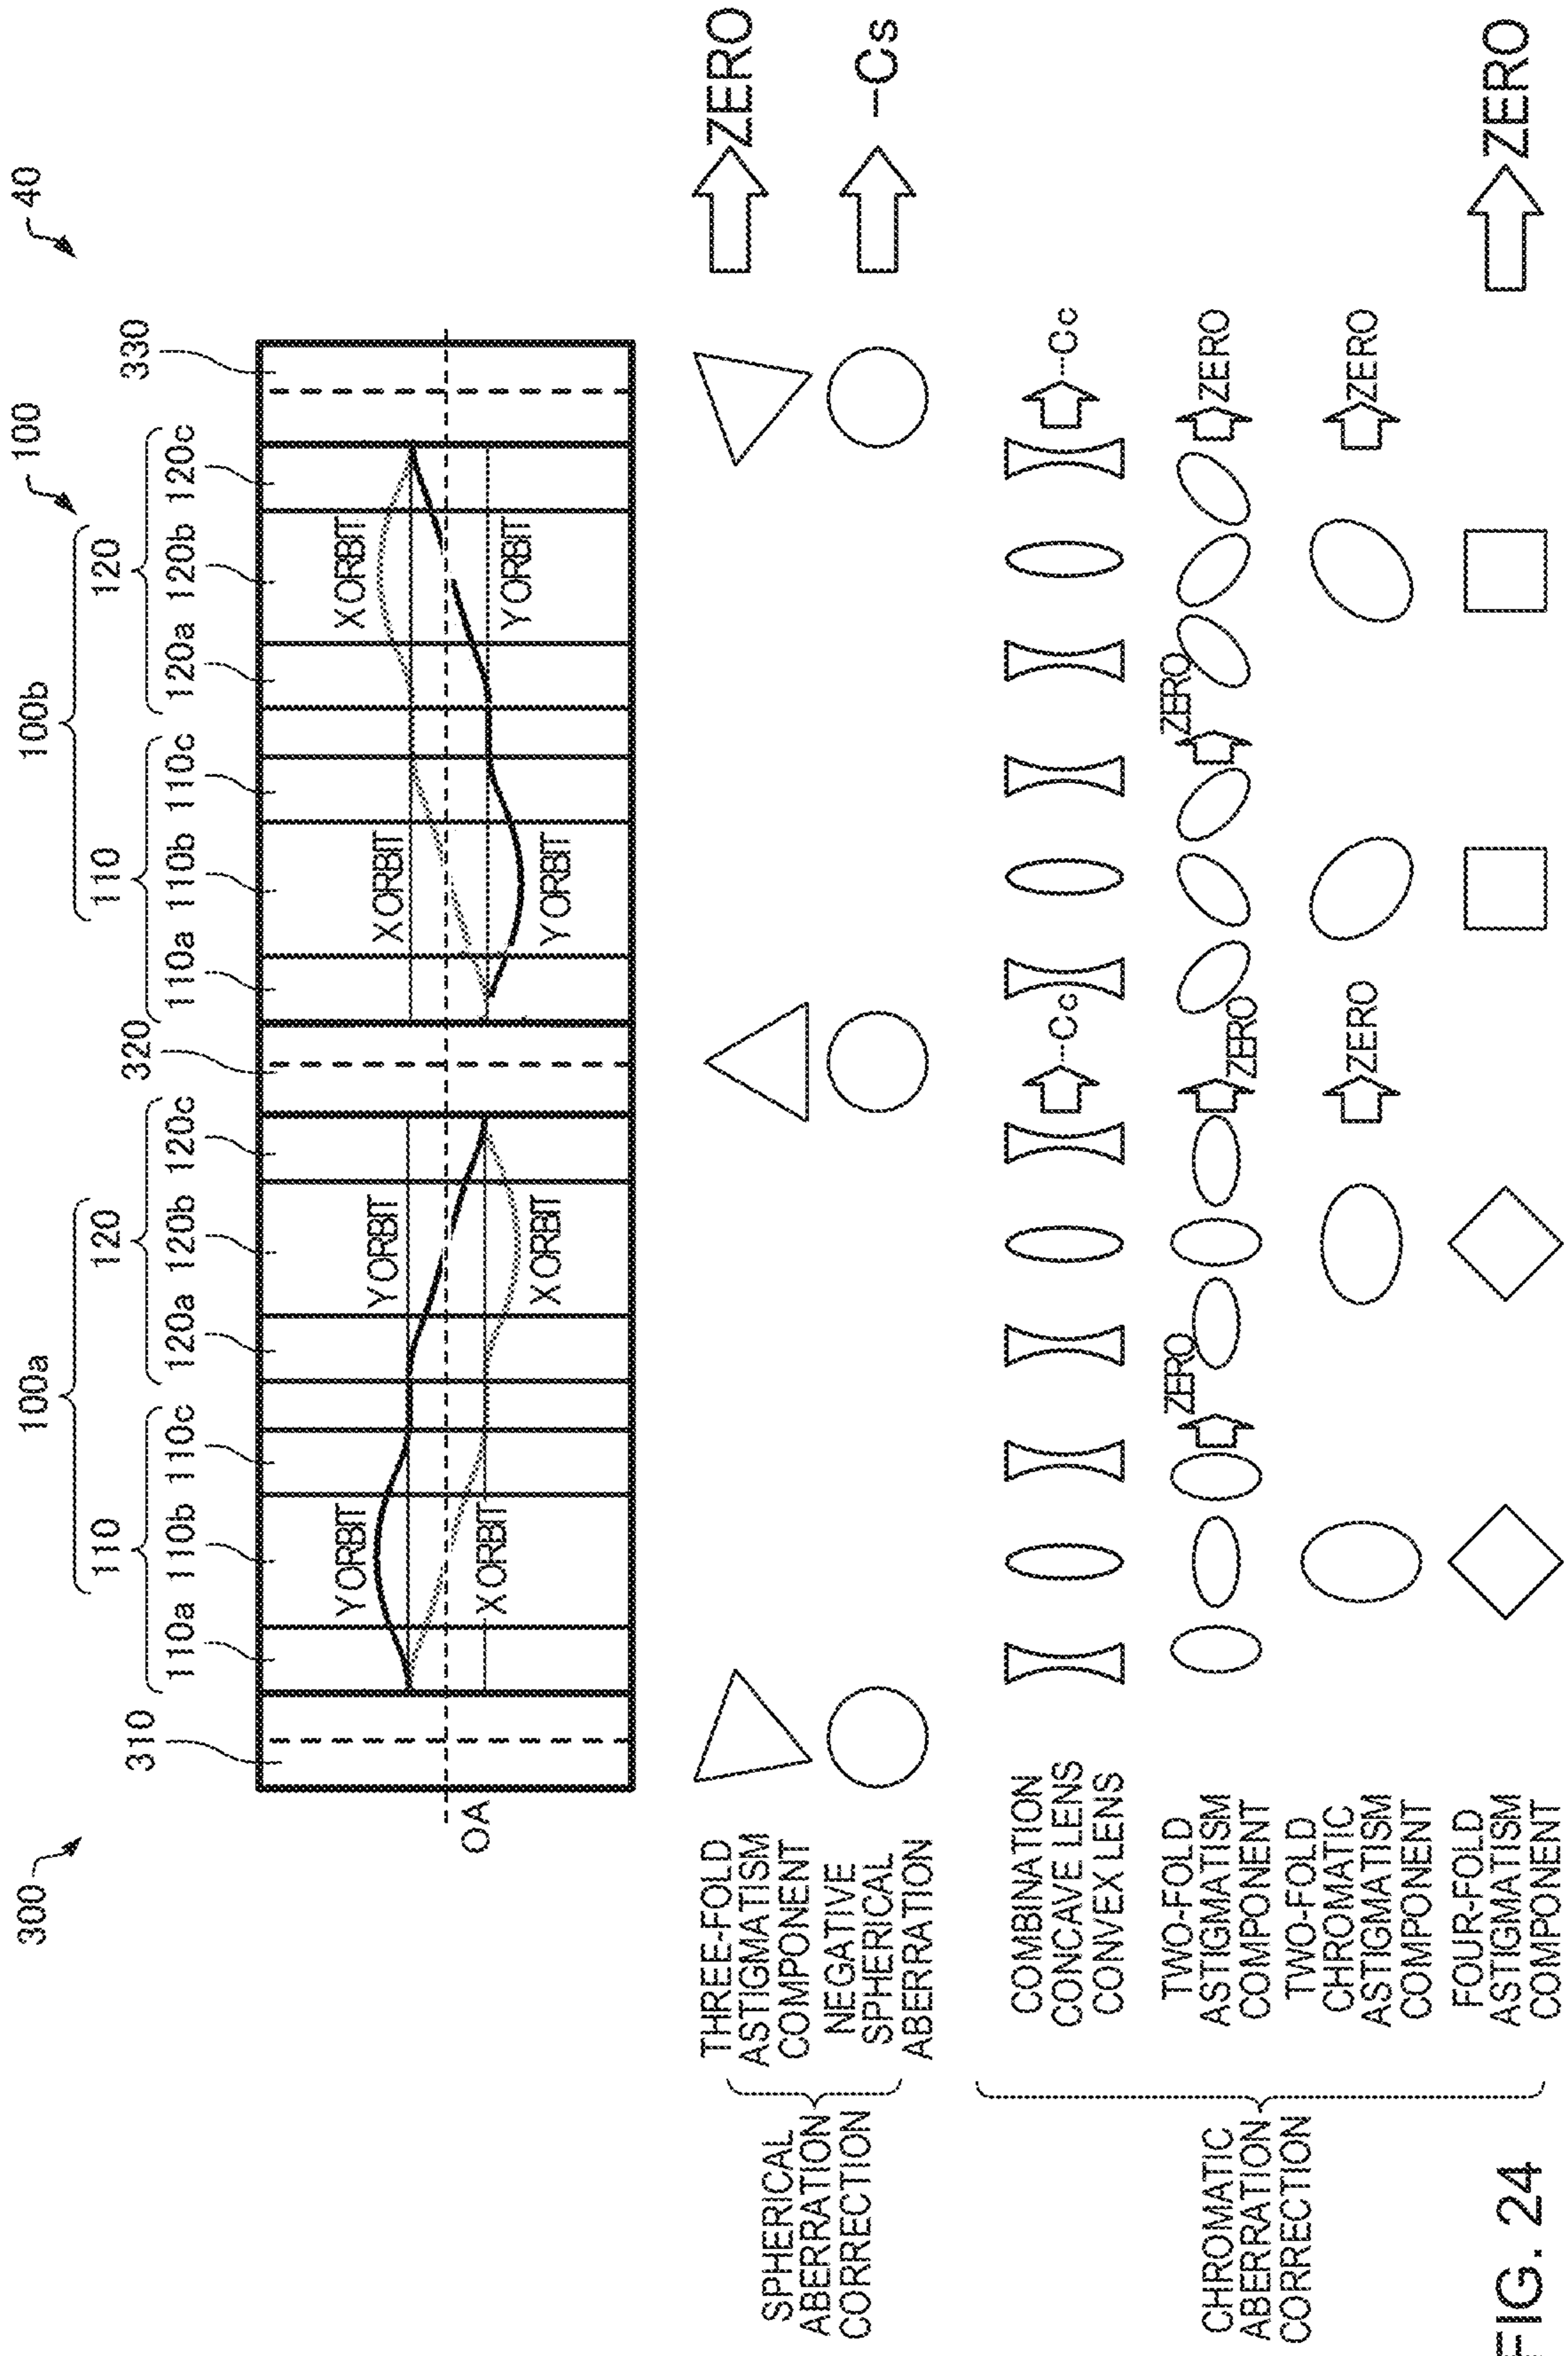 300
40
100a
100b
100
110
120
110
120
310
110a 110b 110c
120a 120b 120c
320
110a 110b 110c
120a 120b 120c
330
Y ORBIT
Y ORBIT
X ORBIT
X ORBIT
OA
X ORBIT
X ORBIT
Y ORBIT
Y ORBIT
SPHERICAL
ABERRATION
CORRECTION
THREE-FOLD
ASTIGMATISM
COMPONENT
ZERO
NEGATIVE
SPHERICAL
ABERRATION
-Cs
CHROMATIC
ABERRATION
CORRECTION
COMBINATION
CONCAVE LENS
CONVEX LENS
-Cc
-Cc
TWO-FOLD
ASTIGMATISM
COMPONENT
ZERO
ZERO
ZERO
ZERO
TWO-FOLD
CHROMATIC
ASTIGMATISM
COMPONENT
ZERO
ZERO
FOUR-FOLD
ASTIGMATISM
COMPONENT
ZERO
FIG. 24